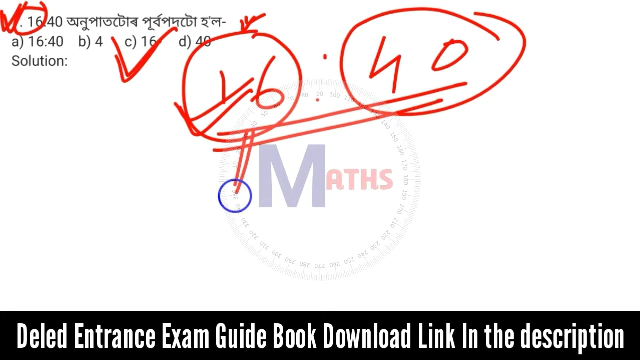 . 16:40 অনুপাতটোৰ পূৰ্বপদটো হ'ল-
a) 16:40 b) 4 c) 16 d) 40
Solution:
16 : 40
MATHS
Deled Entrance Exam Guide Book Download Link In the description